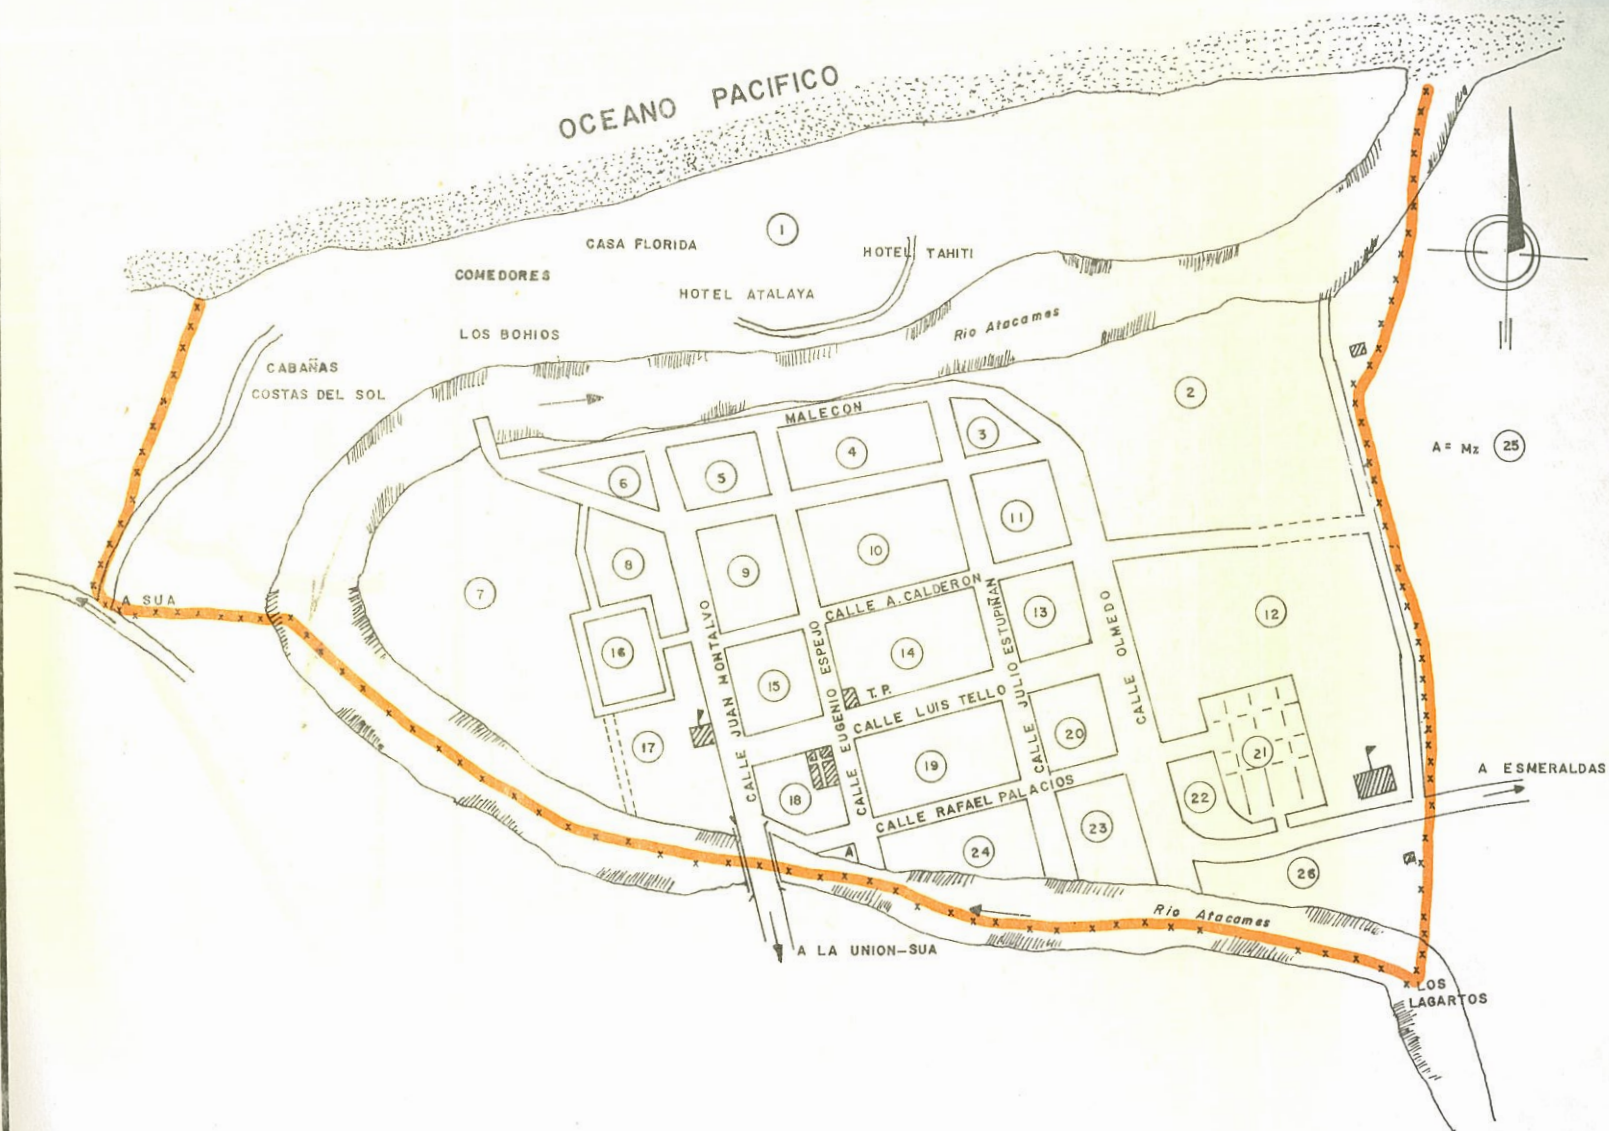 OCEANO PACIFICO
1
CASA FLORIDA
HOTEL TAHITI
COMEDORES
HOTEL ATALAYA
LOS BOHIOS
Rio Atacames
CABAÑAS
COSTAS DEL SOL
2
MALECON
3
4
A = Mz 25
5
6
11
10
8
9
7
CALLE A. CALDERON
A SUA
13
12
CALLE JUAN MONTALVO
CALLE EUGENIO ESPEJO
CALLE JULIO ESTUPIÑAN
CALLE OLMEDO
16
14
15
T. P.
CALLE LUIS TELLO
17
20
21
19
A ESMERALDAS
18
22
CALLE RAFAEL PALACIOS
23
A
24
26
Rio Atacames
A LA UNION-SUA
LOS
LAGARTOS